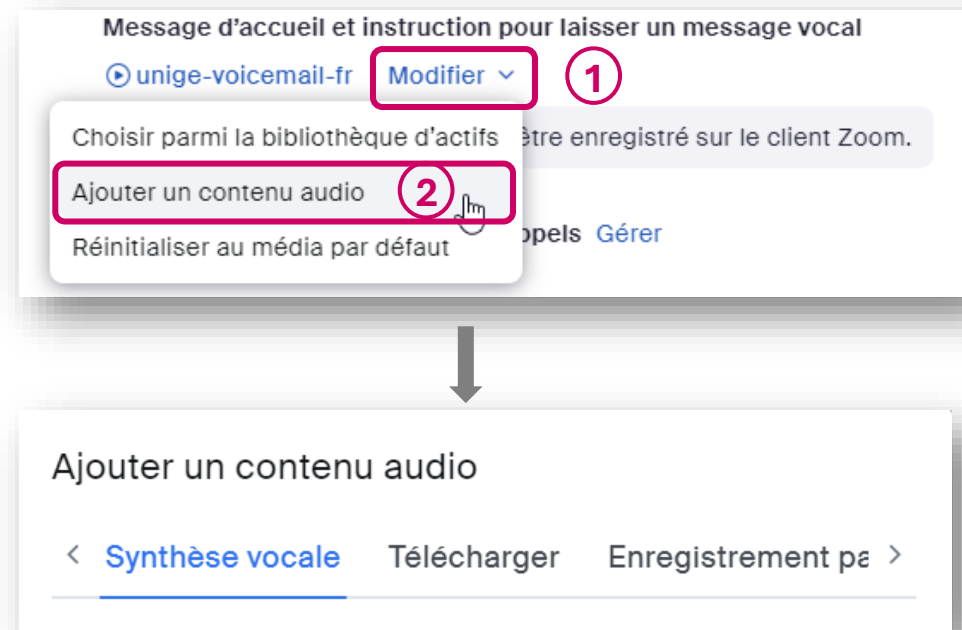 Message d'accueil et instruction pour laisser un message vocal
unige-voicemail-fr Modifier 1
Choisir parmi la bibliothèque d'actifs être enregistré sur le client Zoom.
Ajouter un contenu audio 2
Gérer
Réinitialiser au média par défaut
Ajouter un contenu audio
Synthèse vocale Télécharger Enregistrement